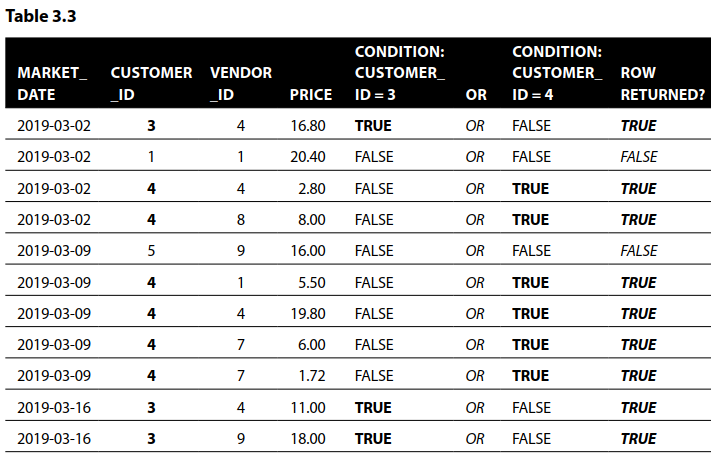 Table 3.3
CONDITION: CONDITION:
MARKET_ CUSTOMER VENDOR CUSTOMER_ CUSTOMER_ ROW
DATE _ID _ID PRICE ID = 3 OR ID = 4 RETURNED?
2019-03-02 3 4 16.80 TRUE OR FALSE TRUE
2019-03-02 1 1 20.40 FALSE OR FALSE FALSE
2019-03-02 4 4 2.80 FALSE OR TRUE TRUE
2019-03-02 4 8 8.00 FALSE OR TRUE TRUE
2019-03-09 5 9 16.00 FALSE OR FALSE FALSE
2019-03-09 4 1 5.50 FALSE OR TRUE TRUE
2019-03-09 4 4 19.80 FALSE OR TRUE TRUE
2019-03-09 4 7 6.00 FALSE OR TRUE TRUE
2019-03-09 4 7 1.72 FALSE OR TRUE TRUE
2019-03-16 3 4 11.00 TRUE OR FALSE TRUE
2019-03-16 3 9 18.00 TRUE OR FALSE TRUE